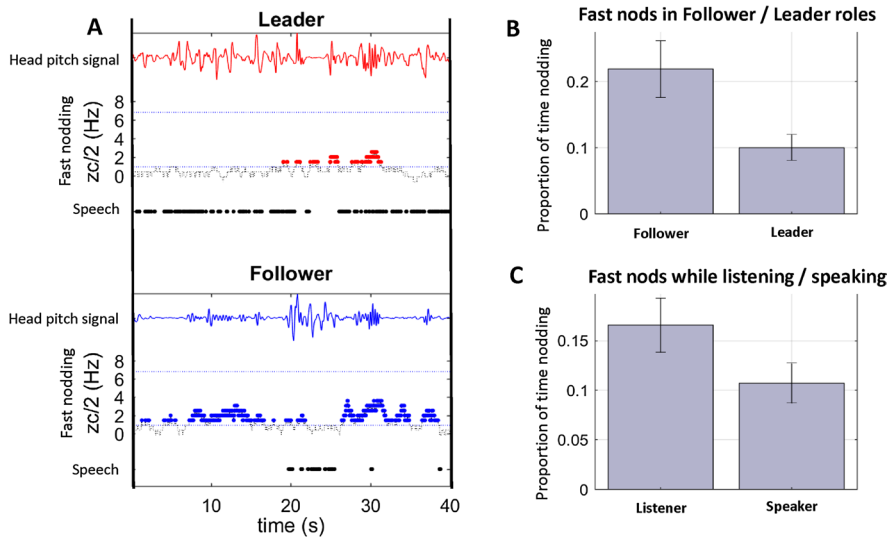 A
Leader
Head pitch signal
Fast nodding
zc/2 (Hz)
8
6
4
2
0
Speech
Follower
Head pitch signal
Fast nodding
zc/2 (Hz)
8
6
4
2
0
Speech
10 20 30 40
time (s)
B
Fast nods in Follower / Leader roles
Proportion of time nodding
0.2
0.1
0
Follower Leader
C
Fast nods while listening / speaking
Proportion of time nodding
0.15
0.1
0.05
0
Listener Speaker